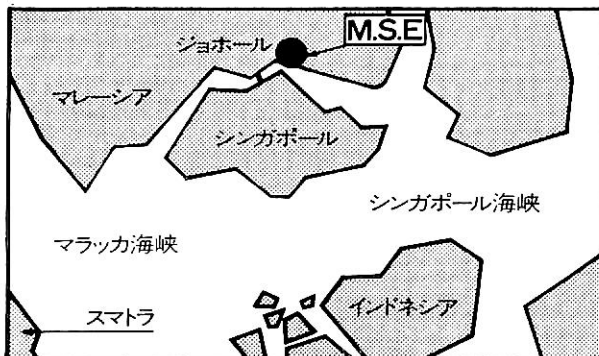 M.S.E
ジョホール
マレーシア
シンガポール
シンガポール海峡
マラッカ海峡
インドネシア
スマトラ